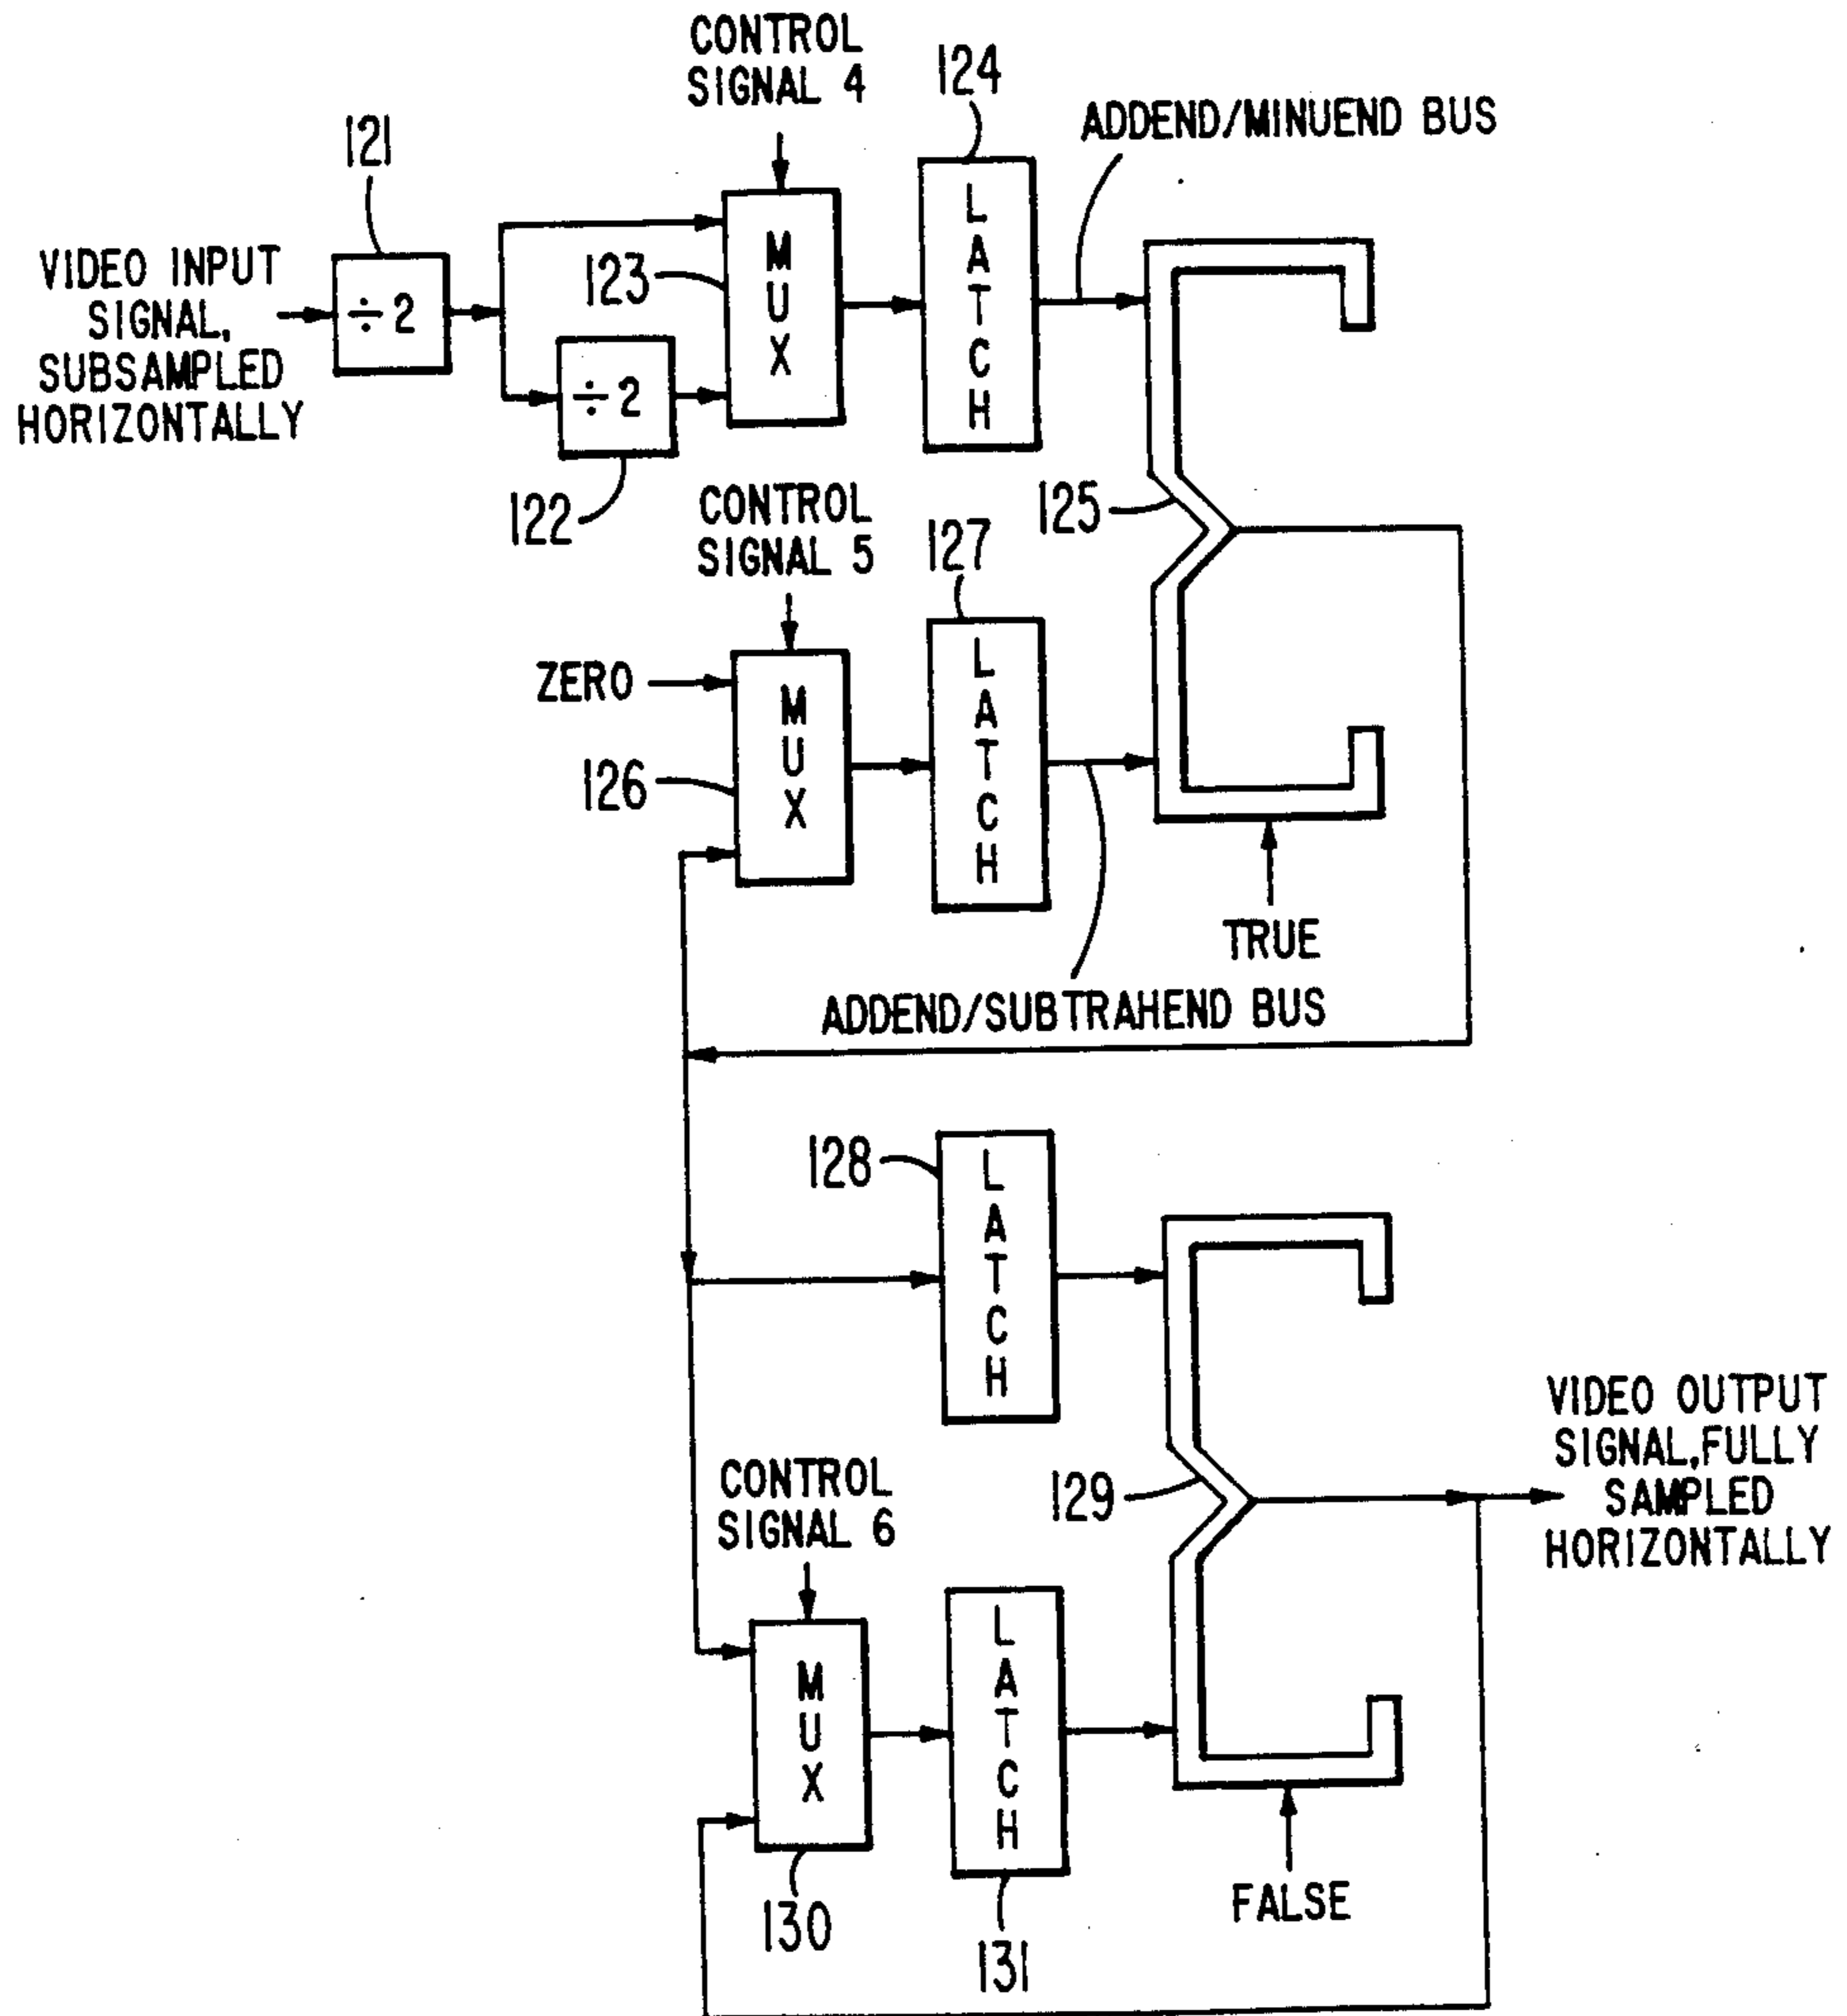 CONTROL
SIGNAL 4
124
ADDEND/MINUEND BUS
121
VIDEO INPUT
SIGNAL,
SUBSAMPLED
HORIZONTALLY
÷2
123
MUX
LATCH
÷2
122
125
CONTROL
SIGNAL 5
127
ZERO
MUX
LATCH
126
TRUE
ADDEND/SUBTRAHEND BUS
128
LATCH
129
VIDEO OUTPUT
SIGNAL,FULLY
SAMPLED
HORIZONTALLY
CONTROL
SIGNAL 6
MUX
LATCH
130
131
FALSE